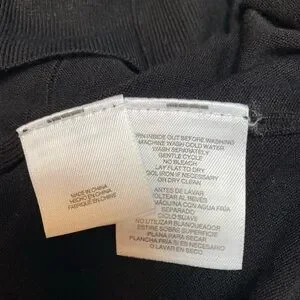 MADE IN CHINA
HECHO EN CHINA
FABRIQUÉ EN CHINE
TURN INSIDE OUT BEFORE WASHING
MACHINE WASH COLD WATER
WASH SEPARATELY
GENTLE CYCLE
NO BLEACH
LAY FLAT TO DRY
COOL IRON IF NECESSARY
OR DRY CLEAN
ANTES DE LAVAR
VOLTEAR AL REVES
MÁQUINA CON AGUA FRÍA
SEPARADO
CICLO SUAVE
NO UTILIZAR BLANQUEADOR
ESTIRE SOBRE SUPERFICIE
PLANA PARA SECAR
PLANCHA FRÍA SI ES NECESARIO
O LAVAR EN SECO